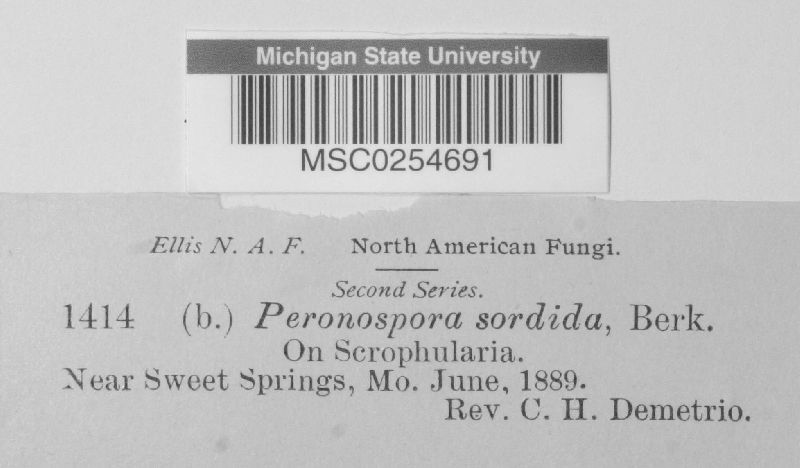 Michigan State University
MSC0254691
Ellis N. A. F. North American Fungi.
Second Series.
1414 (b.) Peronospora sordida, Berk.
On Scrophularia.
Near Sweet Springs, Mo. June, 1889.
Rev. C. H. Demetrio.